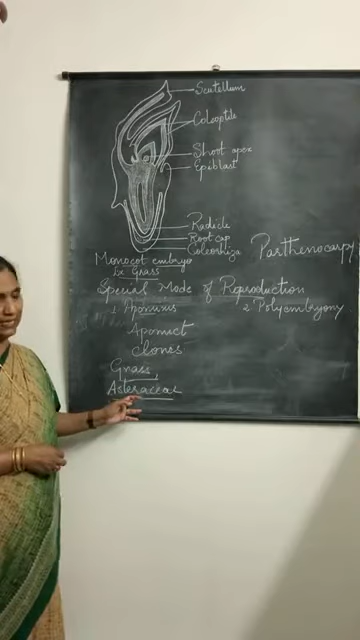 Scutellum
Coleoptile
Shoot apex
Epiblast
Radicle
Root cap
Coleorhiza
Monocot embryo
Ex Grass
Parthenocarpy
Special Mode of Reproduction
1. Apomixis
2. Polyembryony
Apomict
clones
Grass
Asteraceae